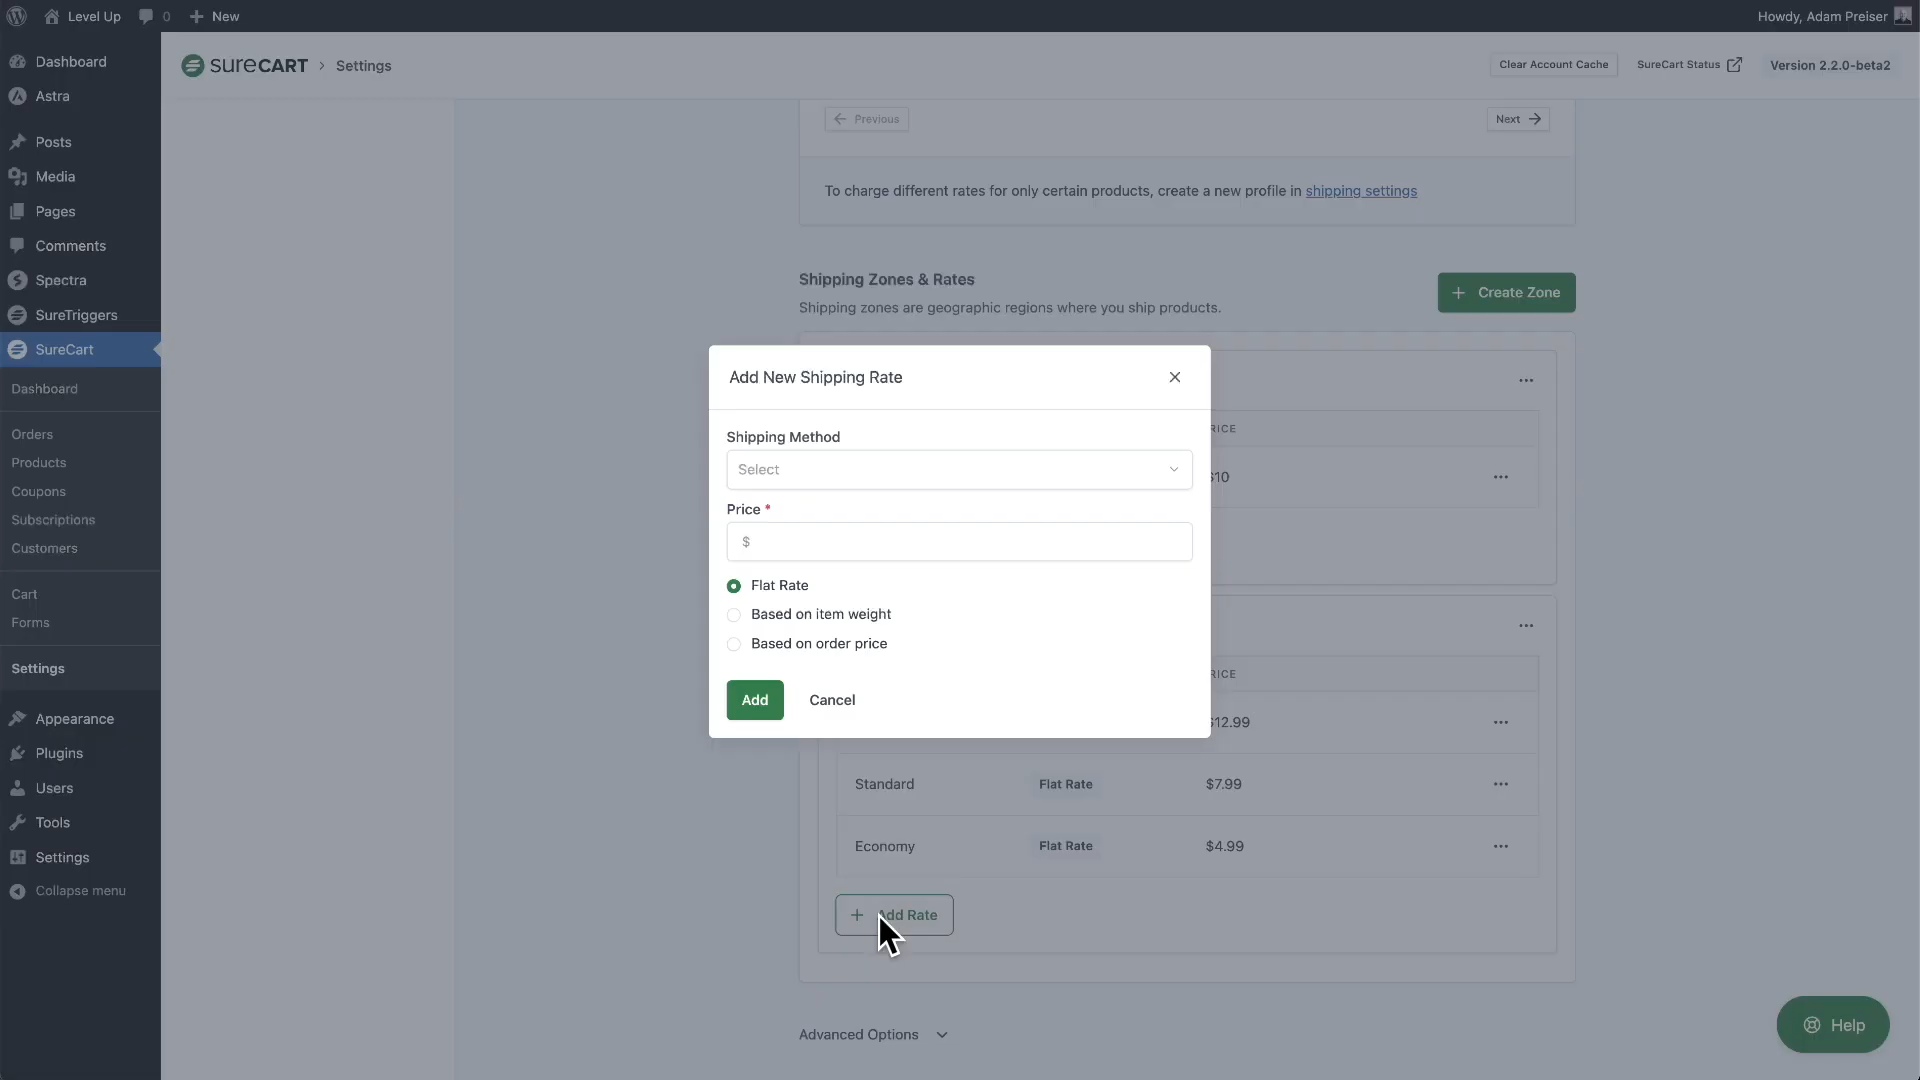 Level Up
0
New
Howdy, Adam Preiser
Dashboard
Astra
Posts
Media
Pages
Comments
Spectra
SureTriggers
SureCart
Dashboard
Orders
Products
Coupons
Subscriptions
Customers
Cart
Forms
Settings
Appearance
Plugins
Users
Tools
Settings
Collapse menu
SURECART
Settings
Clear Account Cache
SureCart Status
Version 2.2.0-beta2
Previous
Next
To charge different rates for only certain products, create a new profile in shipping settings
Shipping Zones & Rates
Shipping zones are geographic regions where you ship products.
Create Zone
Add New Shipping Rate
Shipping Method
Select
Price *
$
Flat Rate
Based on item weight
Based on order price
Add
Cancel
RICE
$10
RICE
$12.99
Standard
Flat Rate
$7.99
Economy
Flat Rate
$4.99
Add Rate
Advanced Options
Help